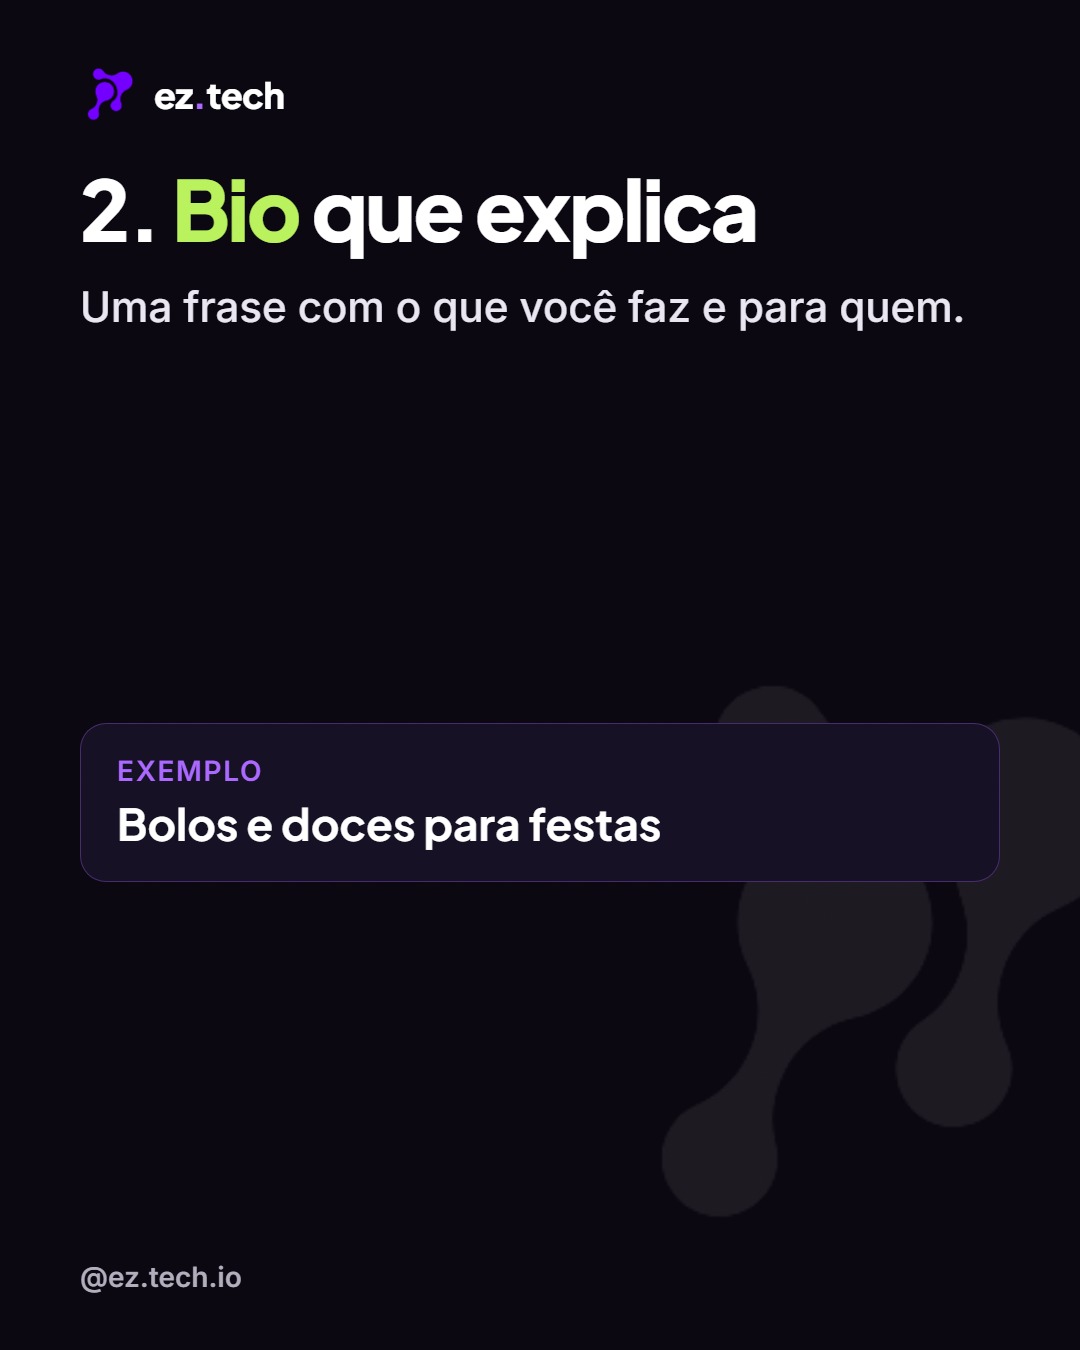 ez.tech
2. Bio que explica
Uma frase com o que você faz e para quem.
EXEMPLO
Bolos e doces para festas
@ez.tech.io